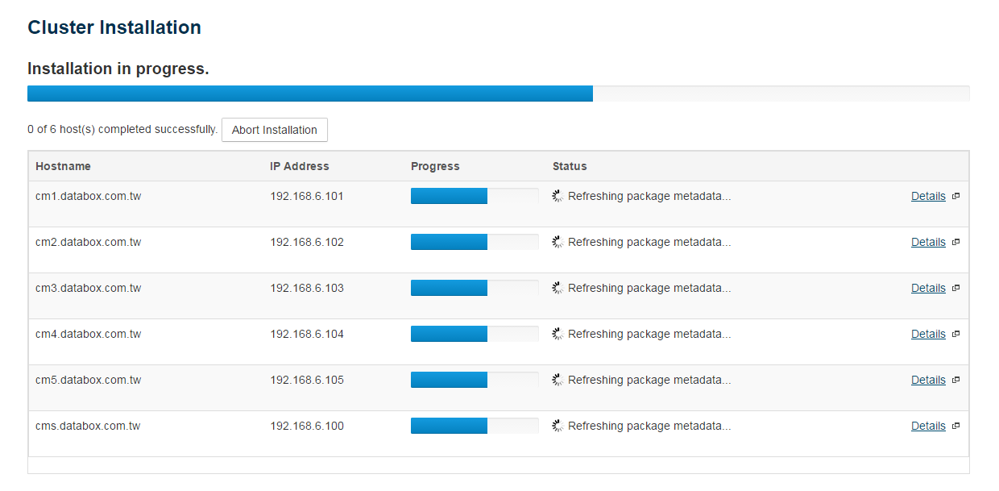 Cluster Installation
Installation in progress.
0 of 6 host(s) completed successfully. Abort Installation
Hostname IP Address Progress Status
cm1.databox.com.tw 192.168.6.101 Refreshing package metadata... Details
cm2.databox.com.tw 192.168.6.102 Refreshing package metadata... Details
cm3.databox.com.tw 192.168.6.103 Refreshing package metadata... Details
cm4.databox.com.tw 192.168.6.104 Refreshing package metadata... Details
cm5.databox.com.tw 192.168.6.105 Refreshing package metadata... Details
cms.databox.com.tw 192.168.6.100 Refreshing package metadata... Details